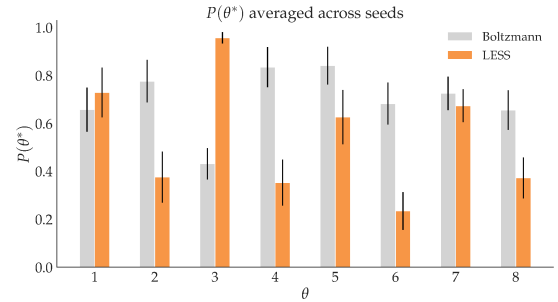 P(θ*) averaged across seeds
Boltzmann
LESS
P(θ*)
1.0
0.8
0.6
0.4
0.2
0.0
1 2 3 4 5 6 7 8
θ